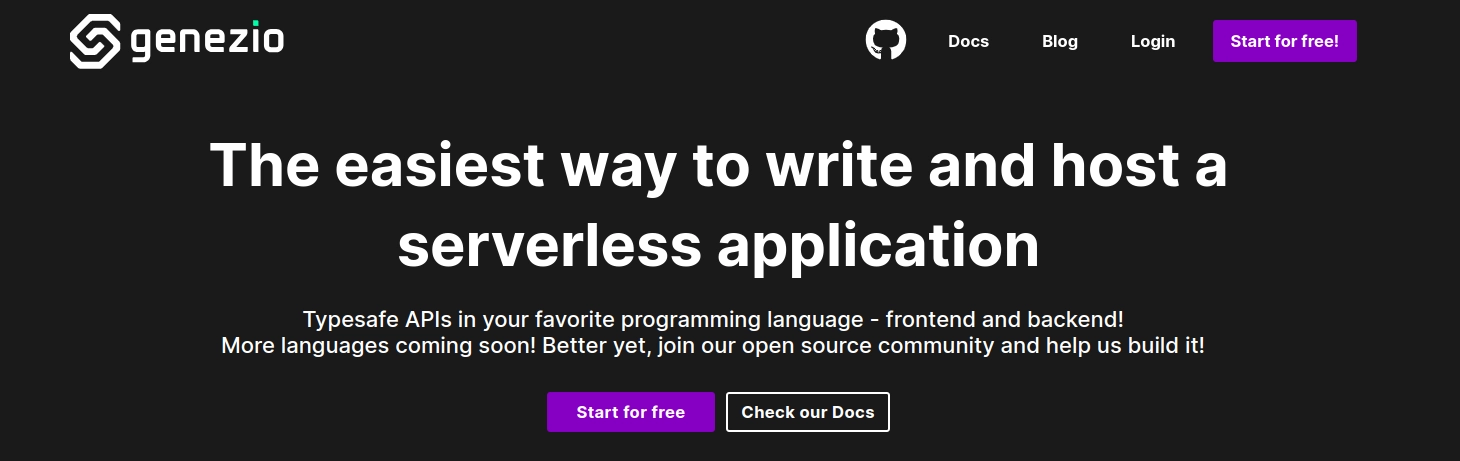 genezio
Docs
Blog
Login
Start for free!
The easiest way to write and host a
serverless application
Typesafe APIs in your favorite programming language - frontend and backend!
More languages coming soon! Better yet, join our open source community and help us build it!
Start for free
Check our Docs